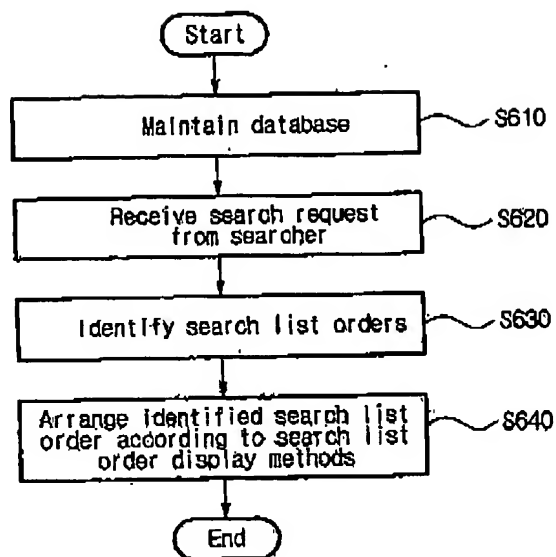 Start
Maintain database
S610
Receive search request
from searcher
S620
Identify search list orders
S630
Arrange identified search list
order according to search list
order display methods
S640
End